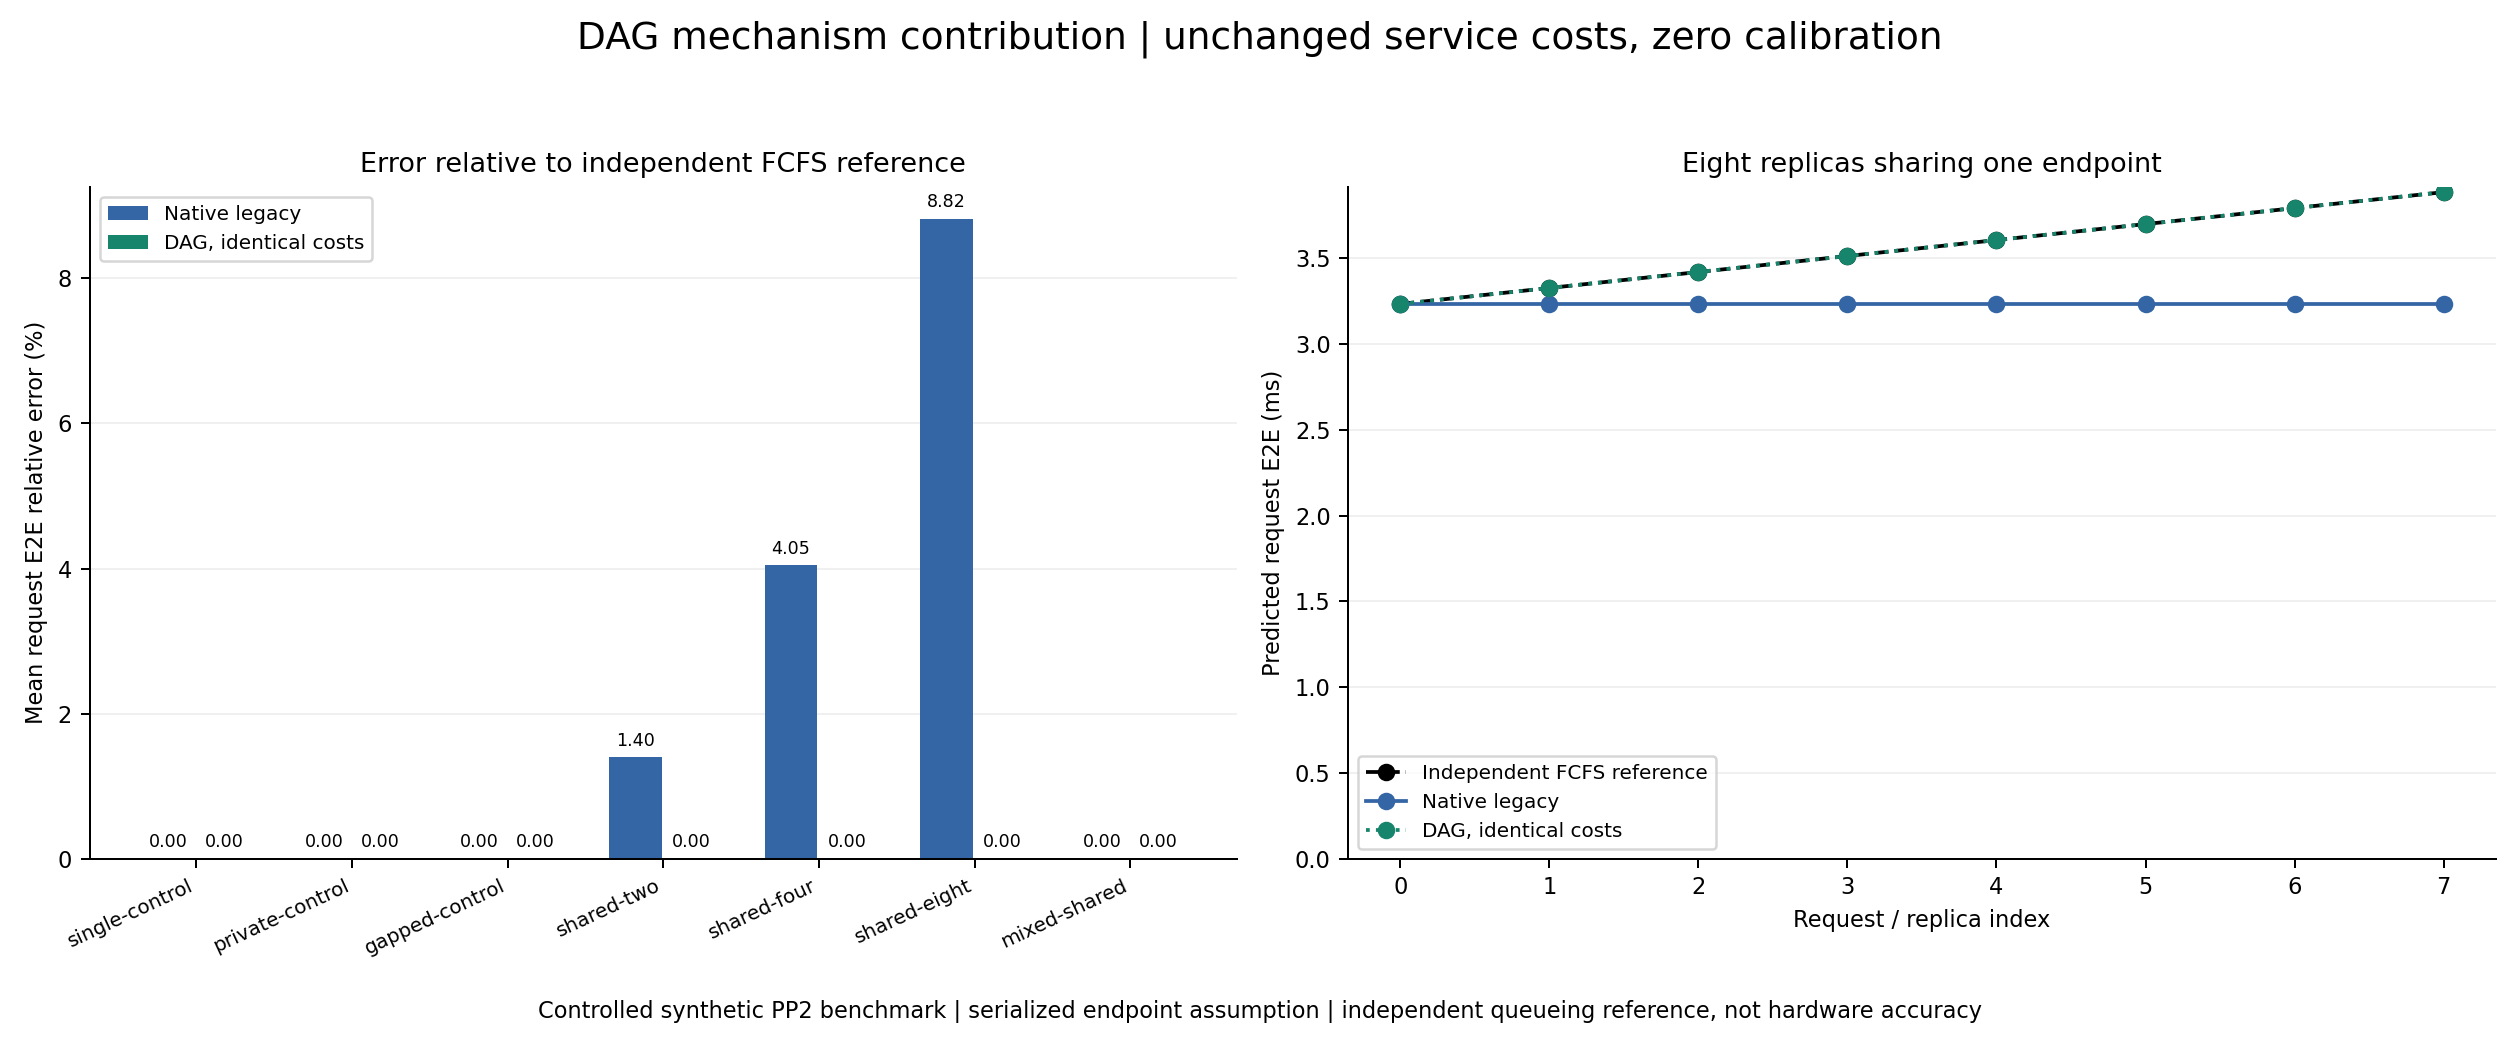 DAG mechanism contribution | unchanged service costs, zero calibration
Error relative to independent FCFS reference
Native legacy
DAG, identical costs
Mean request E2E relative error (%)
8
6
4
2
0
0.00
0.00
0.00
0.00
0.00
0.00
1.40
0.00
4.05
0.00
8.82
0.00
0.00
0.00
single-control
private-control
gapped-control
shared-two
shared-four
shared-eight
mixed-shared
Eight replicas sharing one endpoint
Predicted request E2E (ms)
3.5
3.0
2.5
2.0
1.5
1.0
0.5
0.0
Independent FCFS reference
Native legacy
DAG, identical costs
0
1
2
3
4
5
6
7
Request / replica index
Controlled synthetic PP2 benchmark | serialized endpoint assumption | independent queueing reference, not hardware accuracy